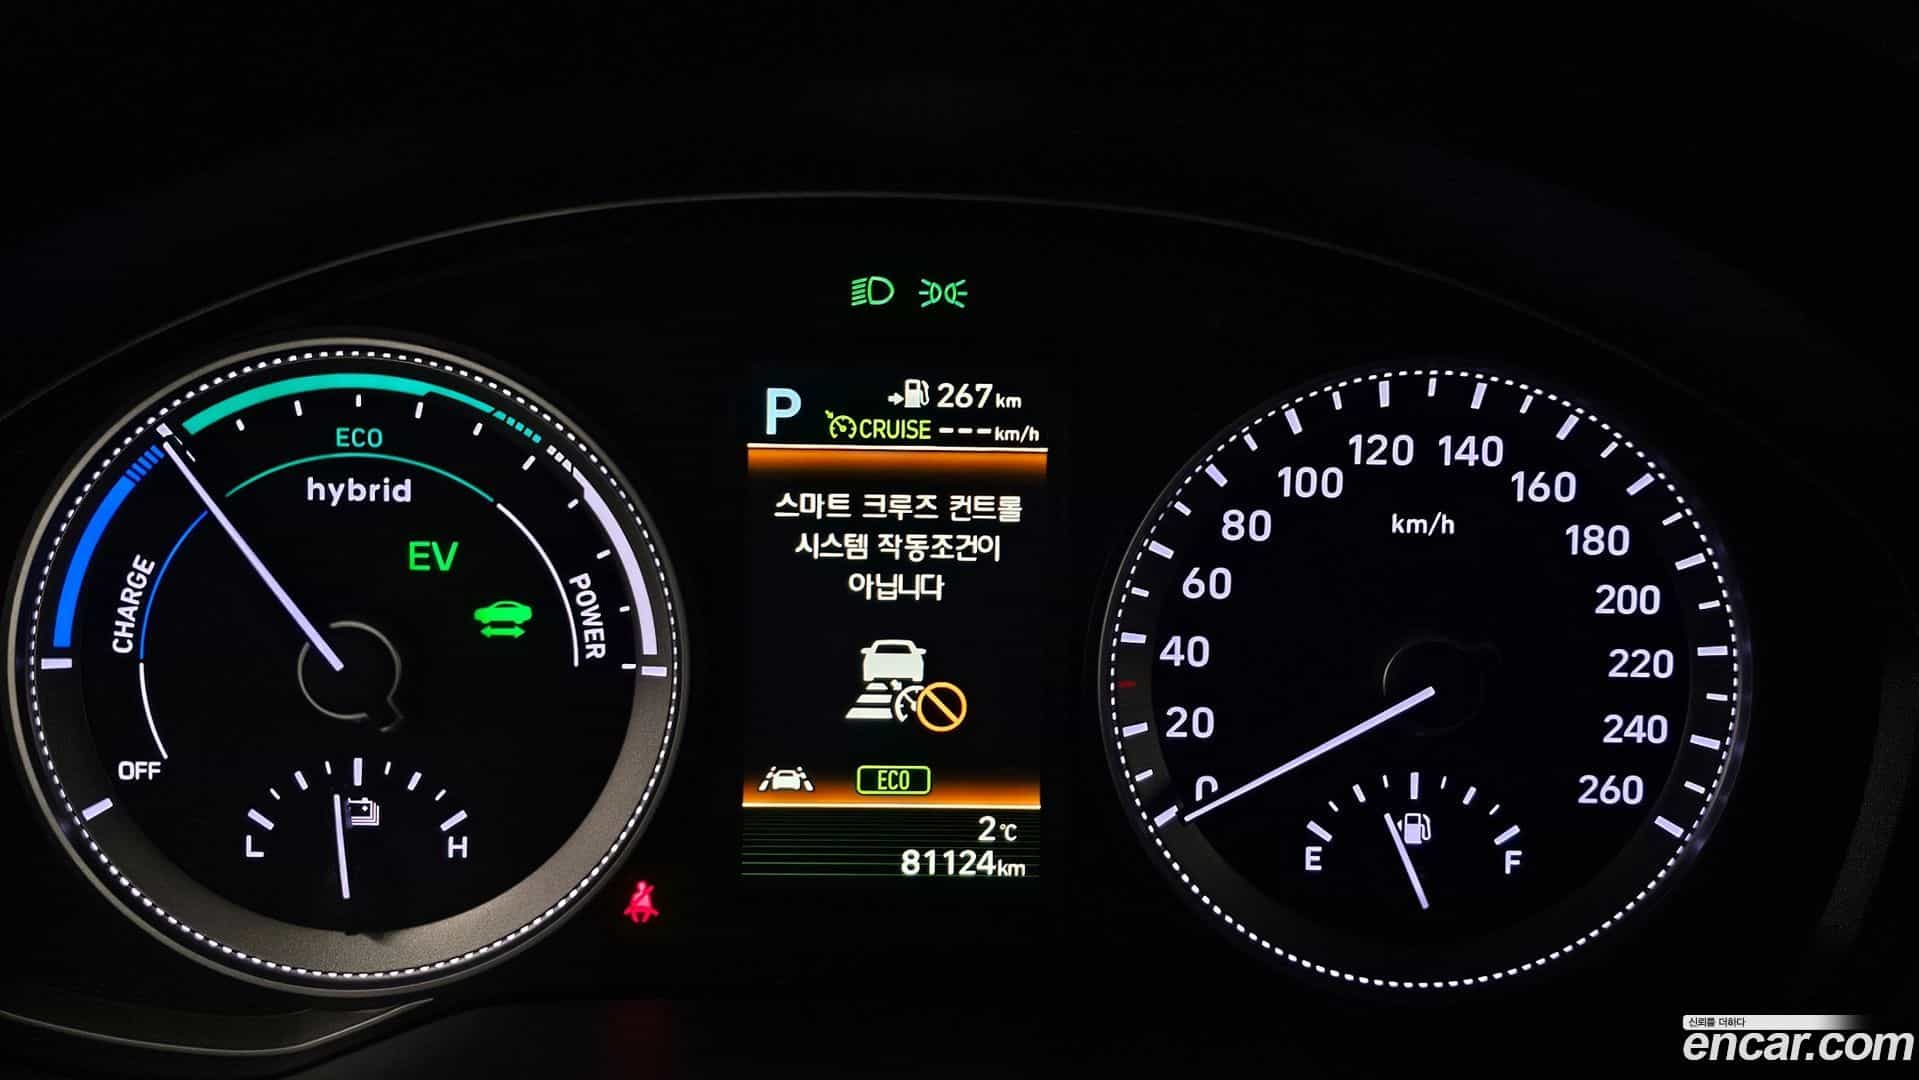 P
267 km
CRUISE ---km/h
스마트 크루즈 컨트롤
시스템 작동조건이
아닙니다
ECO
2℃
81124km
ECO
hybrid
EV
CHARGE
POWER
OFF
L
H
km/h
0
20
40
60
80
100
120
140
160
180
200
220
240
260
E
F
신뢰를 더하다
encar.com